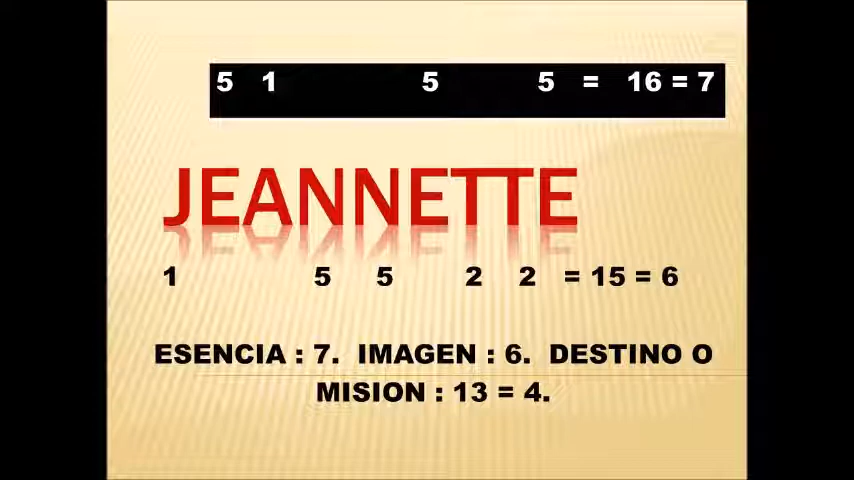 5 1 5 5 = 16 = 7
JEANNETTE
1 5 5 2 2 = 15 = 6
ESENCIA : 7. IMAGEN : 6. DESTINO O
MISION : 13 = 4.